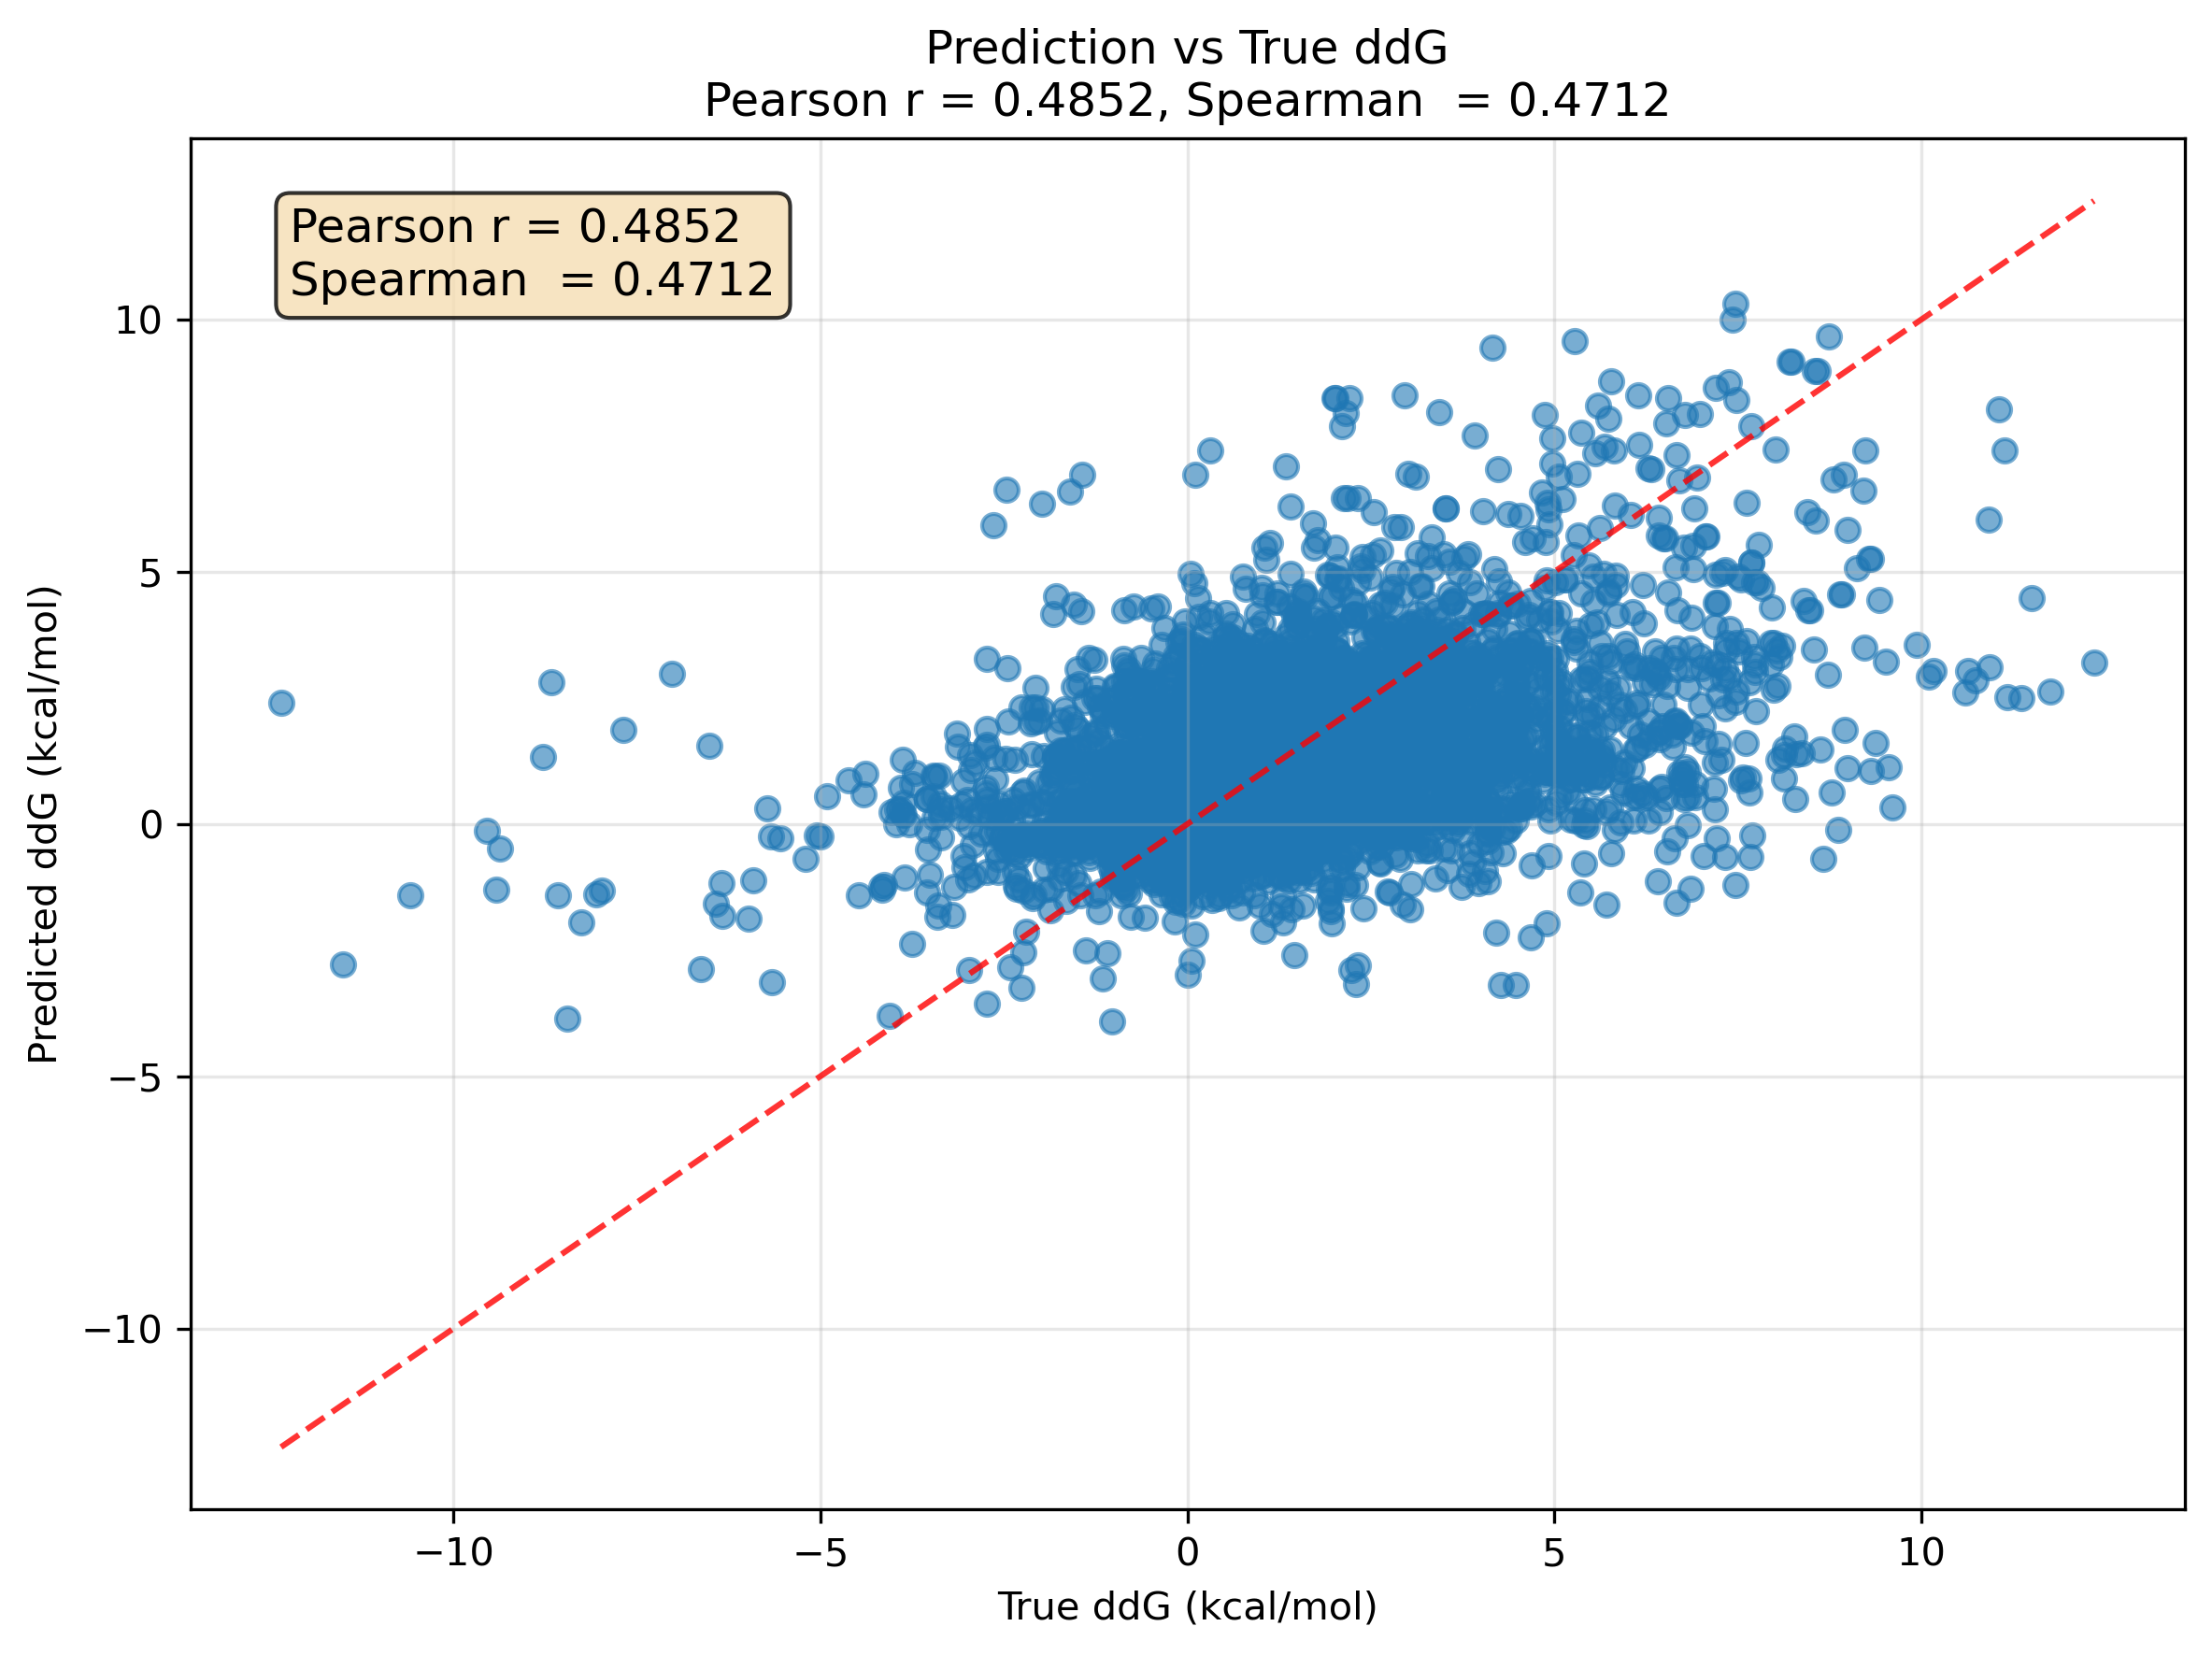 Prediction vs True ddG
Pearson r = 0.4852, Spearman  = 0.4712
Pearson r = 0.4852
Spearman  = 0.4712
10
5
0
−5
−10
Predicted ddG (kcal/mol)
−10
−5
0
5
10
True ddG (kcal/mol)